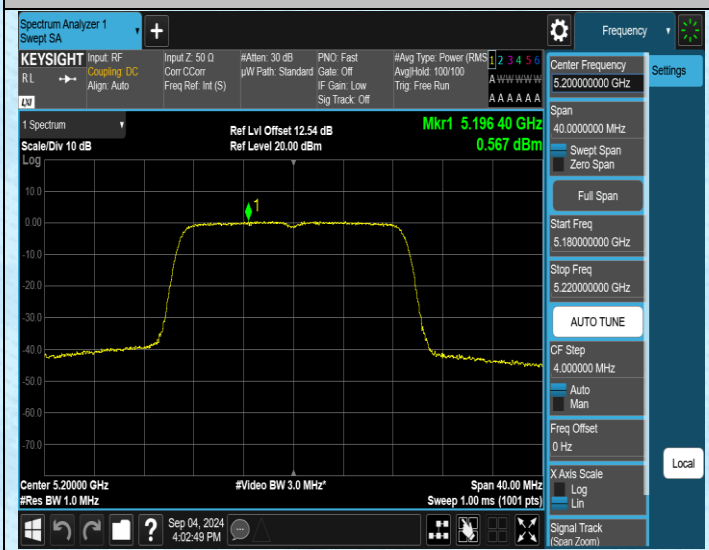 Spectrum Analyzer 1
Swept SA
Frequency
KEYSIGHT
RL
LXI
Input: RF
Coupling: DC
Align: Auto
Input Z: 50 Ω
Corr CCorr
Freq Ref: Int (S)
#Atten: 30 dB
µW Path: Standard
PNO: Fast
Gate: Off
IF Gain: Low
Sig Track: Off
#Avg Type: Power (RMS
Avg|Hold: 100/100
Trig: Free Run
1 2 3 4 5 6
A W W W W W
A A A A A A
1 Spectrum
Scale/Div 10 dB
Log
Ref Lvl Offset 12.54 dB
Ref Level 20.00 dBm
Mkr1 5.196 40 GHz
0.567 dBm
10.0
0.00
-10.0
-20.0
-30.0
-40.0
-50.0
-60.0
-70.0
1
Center 5.20000 GHz
#Res BW 1.0 MHz
#Video BW 3.0 MHz*
Span 40.00 MHz
Sweep 1.00 ms (1001 pts)
Center Frequency
5.200000000 GHz
Span
40.0000000 MHz
Swept Span
Zero Span
Full Span
Start Freq
5.180000000 GHz
Stop Freq
5.220000000 GHz
AUTO TUNE
CF Step
4.000000 MHz
Auto
Man
Freq Offset
0 Hz
X Axis Scale
Log
Lin
Signal Track
(Span Zoom)
Settings
Local
?
Sep 04, 2024
4:02:49 PM